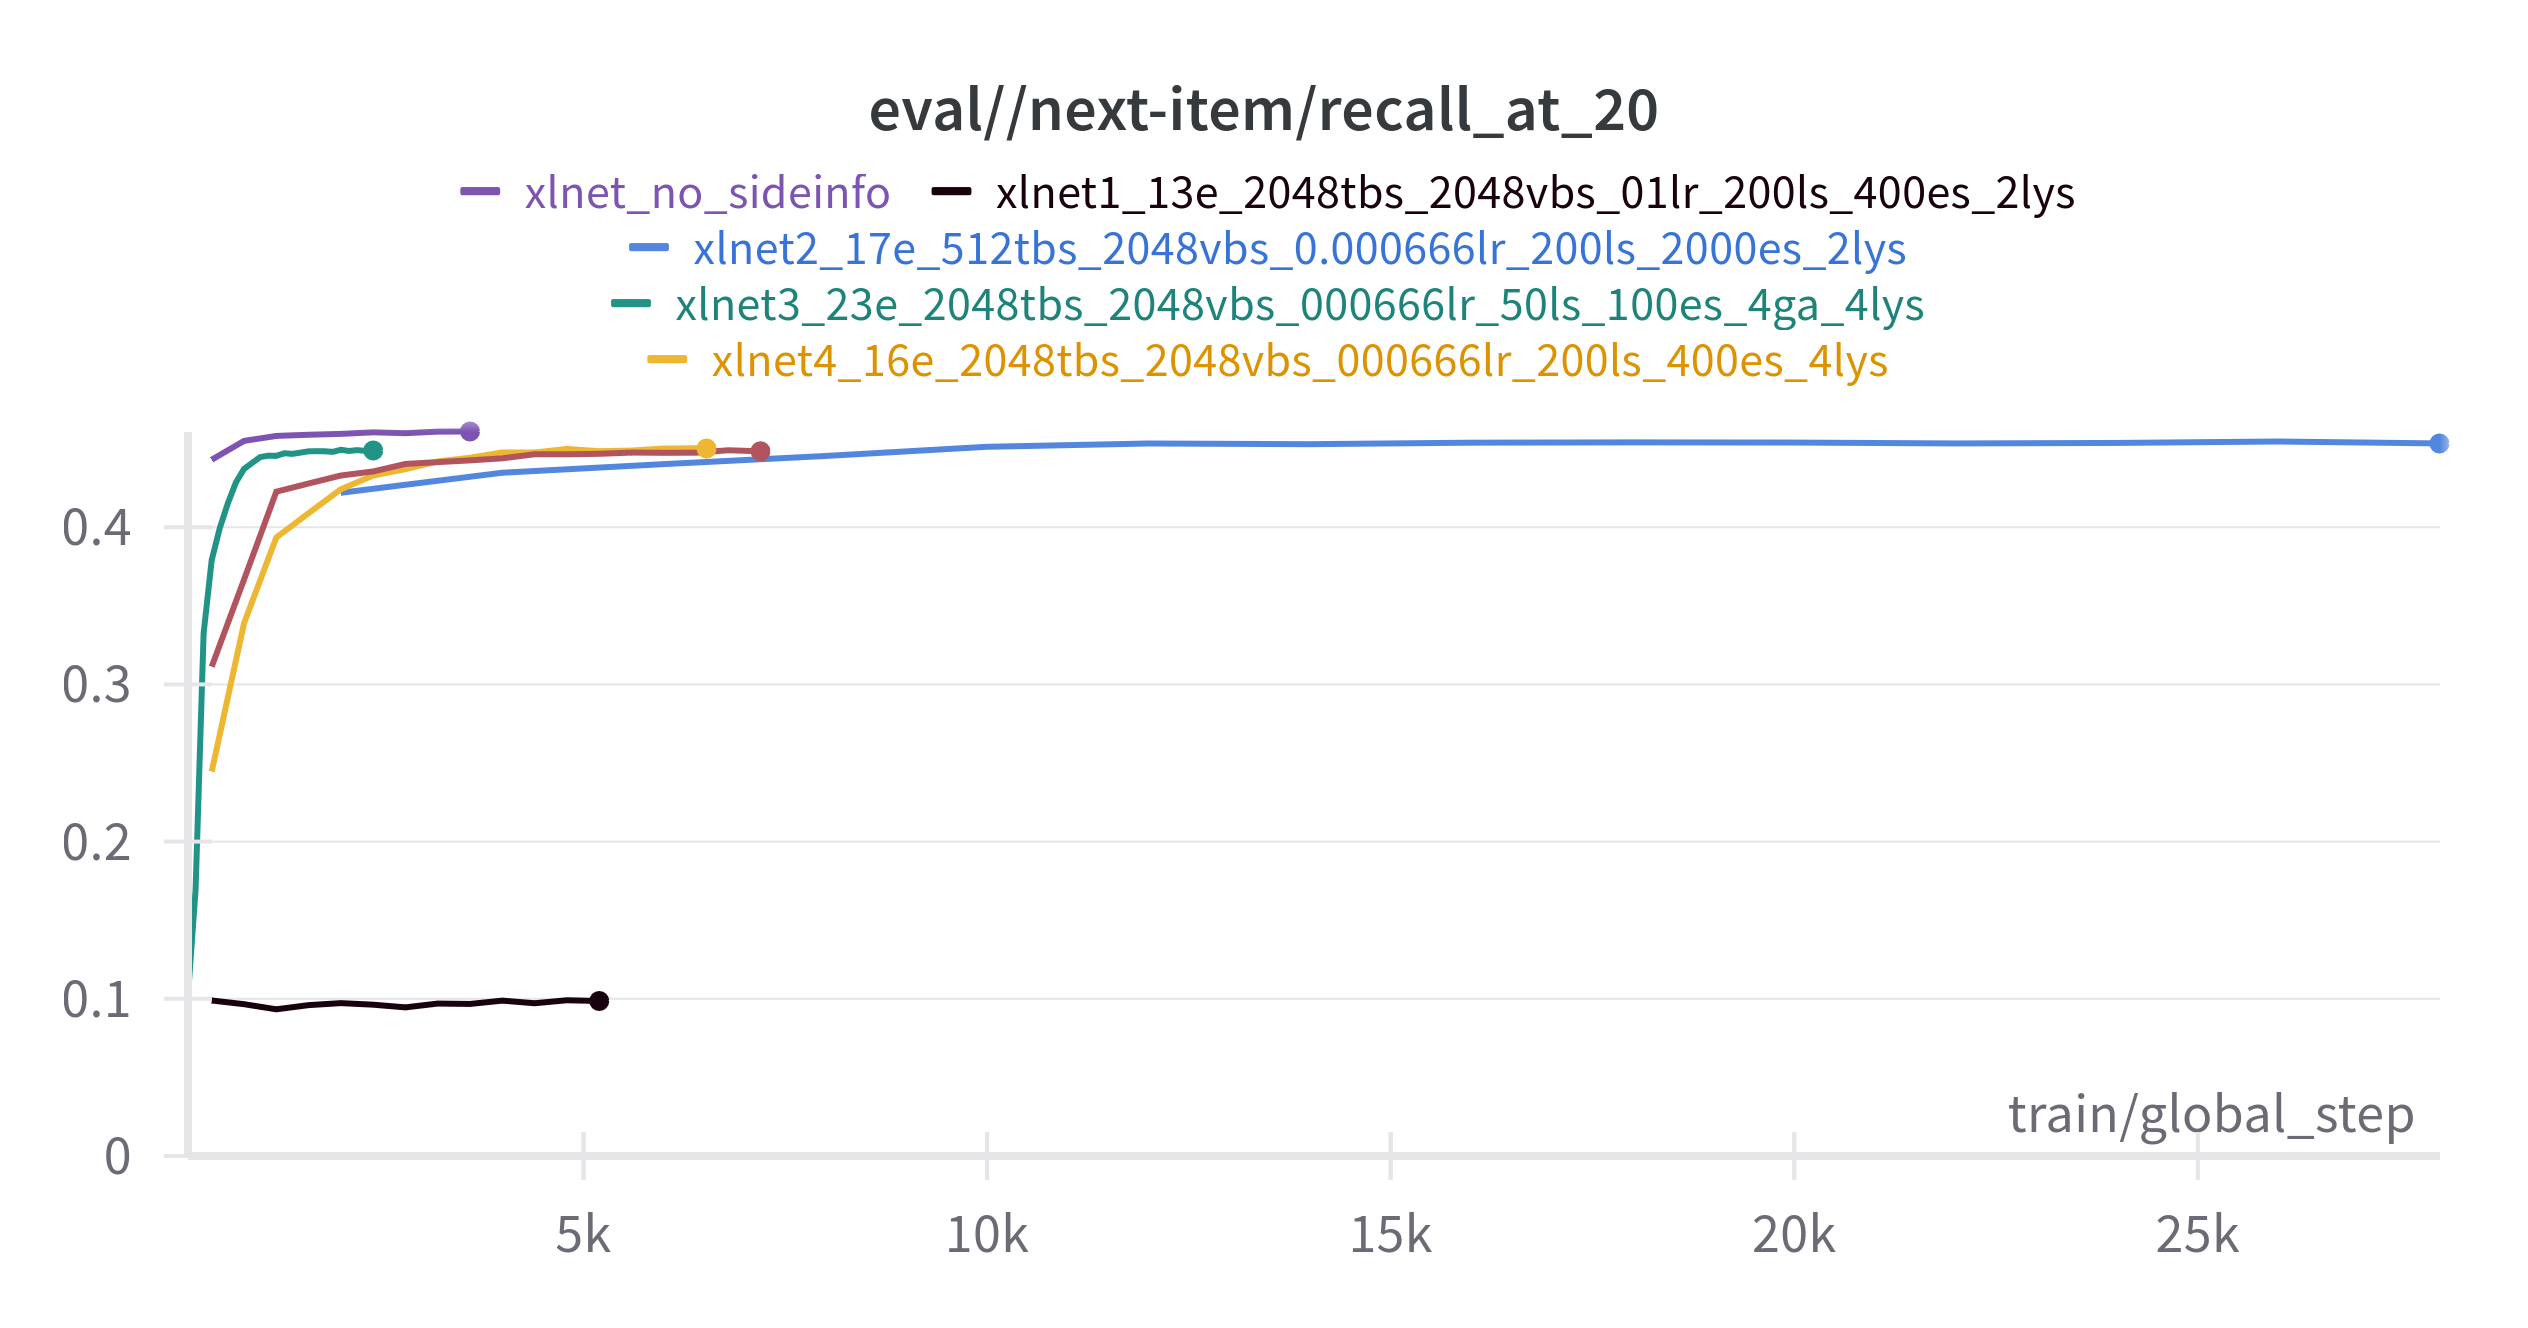 eval//next-item/recall_at_20
xlnet_no_sideinfo xlnet1_13e_2048tbs_2048vbs_01lr_200ls_400es_2lys
xlnet2_17e_512tbs_2048vbs_0.000666lr_200ls_2000es_2lys
xlnet3_23e_2048tbs_2048vbs_000666lr_50ls_100es_4ga_4lys
xlnet4_16e_2048tbs_2048vbs_000666lr_200ls_400es_4lys
0.4
0.3
0.2
0.1
train/global_step
0
5k 10k 15k 20k 25k